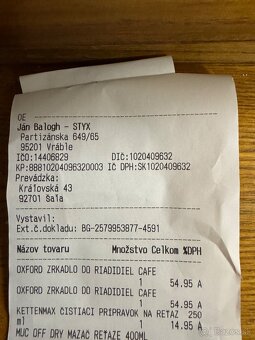 OE
Ján Balogh - STYX
Partizánska 649/65
95201 Vráble
IČO:14406829 DIČ:1020409632
KP:88810204096320003 IČ DPH:SK1020409632
Prevádzka:
Kráľovská 43
92701 Šaľa
Vystavil:
Ext.č.dokladu: BG-2579953877-4591
Názov tovaru Množstvo Celkom %DPH
OXFORD ZRKADLO DO RIADIDIEL CAFE
1 54.95 A
OXFORD ZRKADLO DO RIADIDIEL CAFE
1 54.95 A
KETTENMAX ČISTIACI PRÍPRAVOK NA REŤAZ 250
ml 1 14.95 A
MUC OFF DRY MAZAČ REŤAZE 400ML